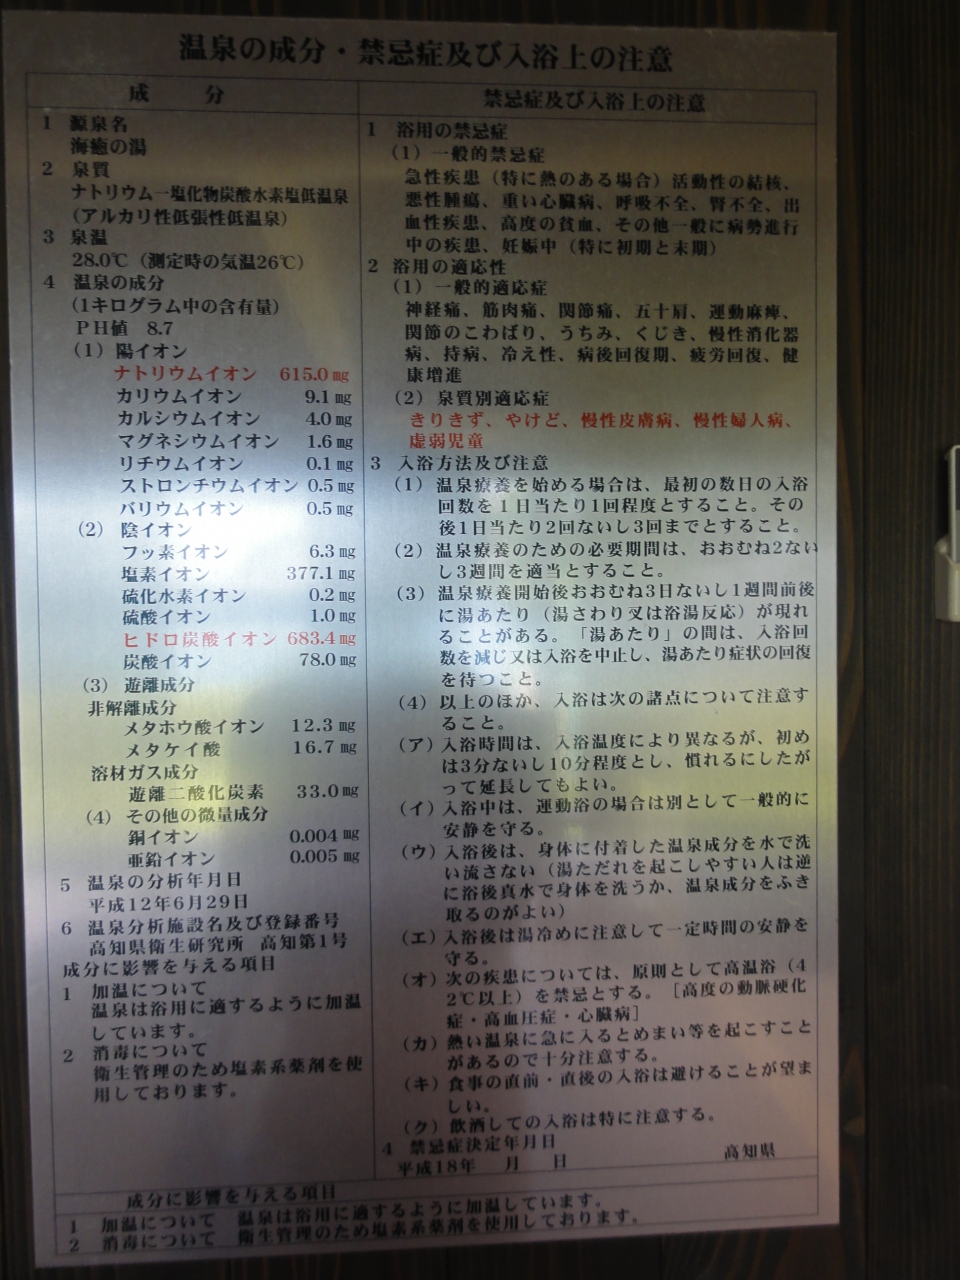 温泉の成分・禁忌症及び入浴上の注意
成　分
1 源泉名
海癒の湯
2 泉質
ナトリウム一塩化物炭酸水素塩低温泉
(アルカリ性低張性低温泉)
3 泉温
28.0℃（測定時の気温26℃）
4 温泉の成分
(1キログラム中の含有量)
PH値 8.7
(1) 陽イオン
ナトリウムイオン 615.0mg
カリウムイオン 9.1mg
カルシウムイオン 4.0mg
マグネシウムイオン 1.6mg
リチウムイオン 0.1mg
ストロンチウムイオン 0.5mg
バリウムイオン 0.5mg
(2) 陰イオン
フッ素イオン 6.3mg
塩素イオン 377.1mg
硫化水素イオン 0.2mg
硫酸イオン 1.0mg
ヒドロ炭酸イオン 683.4mg
炭酸イオン 78.0mg
(3) 遊離成分
非解離成分
メタホウ酸イオン 12.3mg
メタケイ酸 16.7mg
溶材ガス成分
遊離二酸化炭素 33.0mg
(4) その他の微量成分
銅イオン 0.004mg
亜鉛イオン 0.005mg
5 温泉の分析年月日
平成12年6月29日
6 温泉分析施設名及び登録番号
高知県衛生研究所 高知第1号
成分に影響を与える項目
1 加温について
温泉は浴用に適するように加温
しています。
2 消毒について
衛生管理のため塩素系薬剤を使
用しております。
禁忌症及び入浴上の注意
1 浴用の禁忌症
(1) 一般的禁忌症
急性疾患（特に熱のある場合）活動性の結核、
悪性腫瘍、重い心臓病、呼吸不全、腎不全、出
血性疾患、高度の貧血、その他一般に病勢進行
中の疾患、妊娠中（特に初期と末期）
2 浴用の適応性
(1) 一般的適応症
神経痛、筋肉痛、関節痛、五十肩、運動麻痺、
関節のこわばり、うちみ、くじき、慢性消化器
病、持病、冷え性、病後回復期、疲労回復、健
康増進
(2) 泉質別適応症
きりきず、やけど、慢性皮膚病、慢性婦人病、
虚弱児童
3 入浴方法及び注意
(1) 温泉療養を始める場合は、最初の数日の入浴
回数を1日当たり1回程度とすること。その
後1日当たり2回ないし3回までとすること。
(2) 温泉療養のための必要期間は、おおむね2ない
し3週間を適当とすること。
(3) 温泉療養開始後おおむね3日ないし1週間前後
に湯あたり（湯さわり又は浴湯反応）が現れ
ることがある。「湯あたり」の間は、入浴回
数を減じ又は入浴を中止し、湯あたり症状の回復
を待つこと。
(4) 以上のほか、入浴は次の諸点について注意す
ること。
(ア) 入浴時間は、入浴温度により異なるが、初め
は3分ないし10分程度とし、慣れるにしたが
って延長してもよい。
(イ) 入浴中は、運動浴の場合は別として一般的に
安静を守る。
(ウ) 入浴後は、身体に付着した温泉成分を水で洗
い流さない（湯ただれを起こしやすい人は逆
に浴後真水で身体を洗うか、温泉成分をふき
取るのがよい）
(エ) 入浴後は湯冷めに注意して一定時間の安静を
守る。
(オ) 次の疾患については、原則として高温浴（4
2℃以上）を禁忌とする。［高度の動脈硬化
症・高血圧症・心臓病］
(カ) 熱い温泉に急に入るとめまい等を起こすこと
があるので十分注意する。
(キ) 食事の直前・直後の入浴は避けることが望ま
しい。
(ク) 飲酒しての入浴は特に注意する。
4 禁忌症決定年月日
平成18年　月　日　高知県
成分に影響を与える項目
1 加温について 温泉は浴用に適するように加温しています。
2 消毒について 衛生管理のため塩素系薬剤を使用しております。